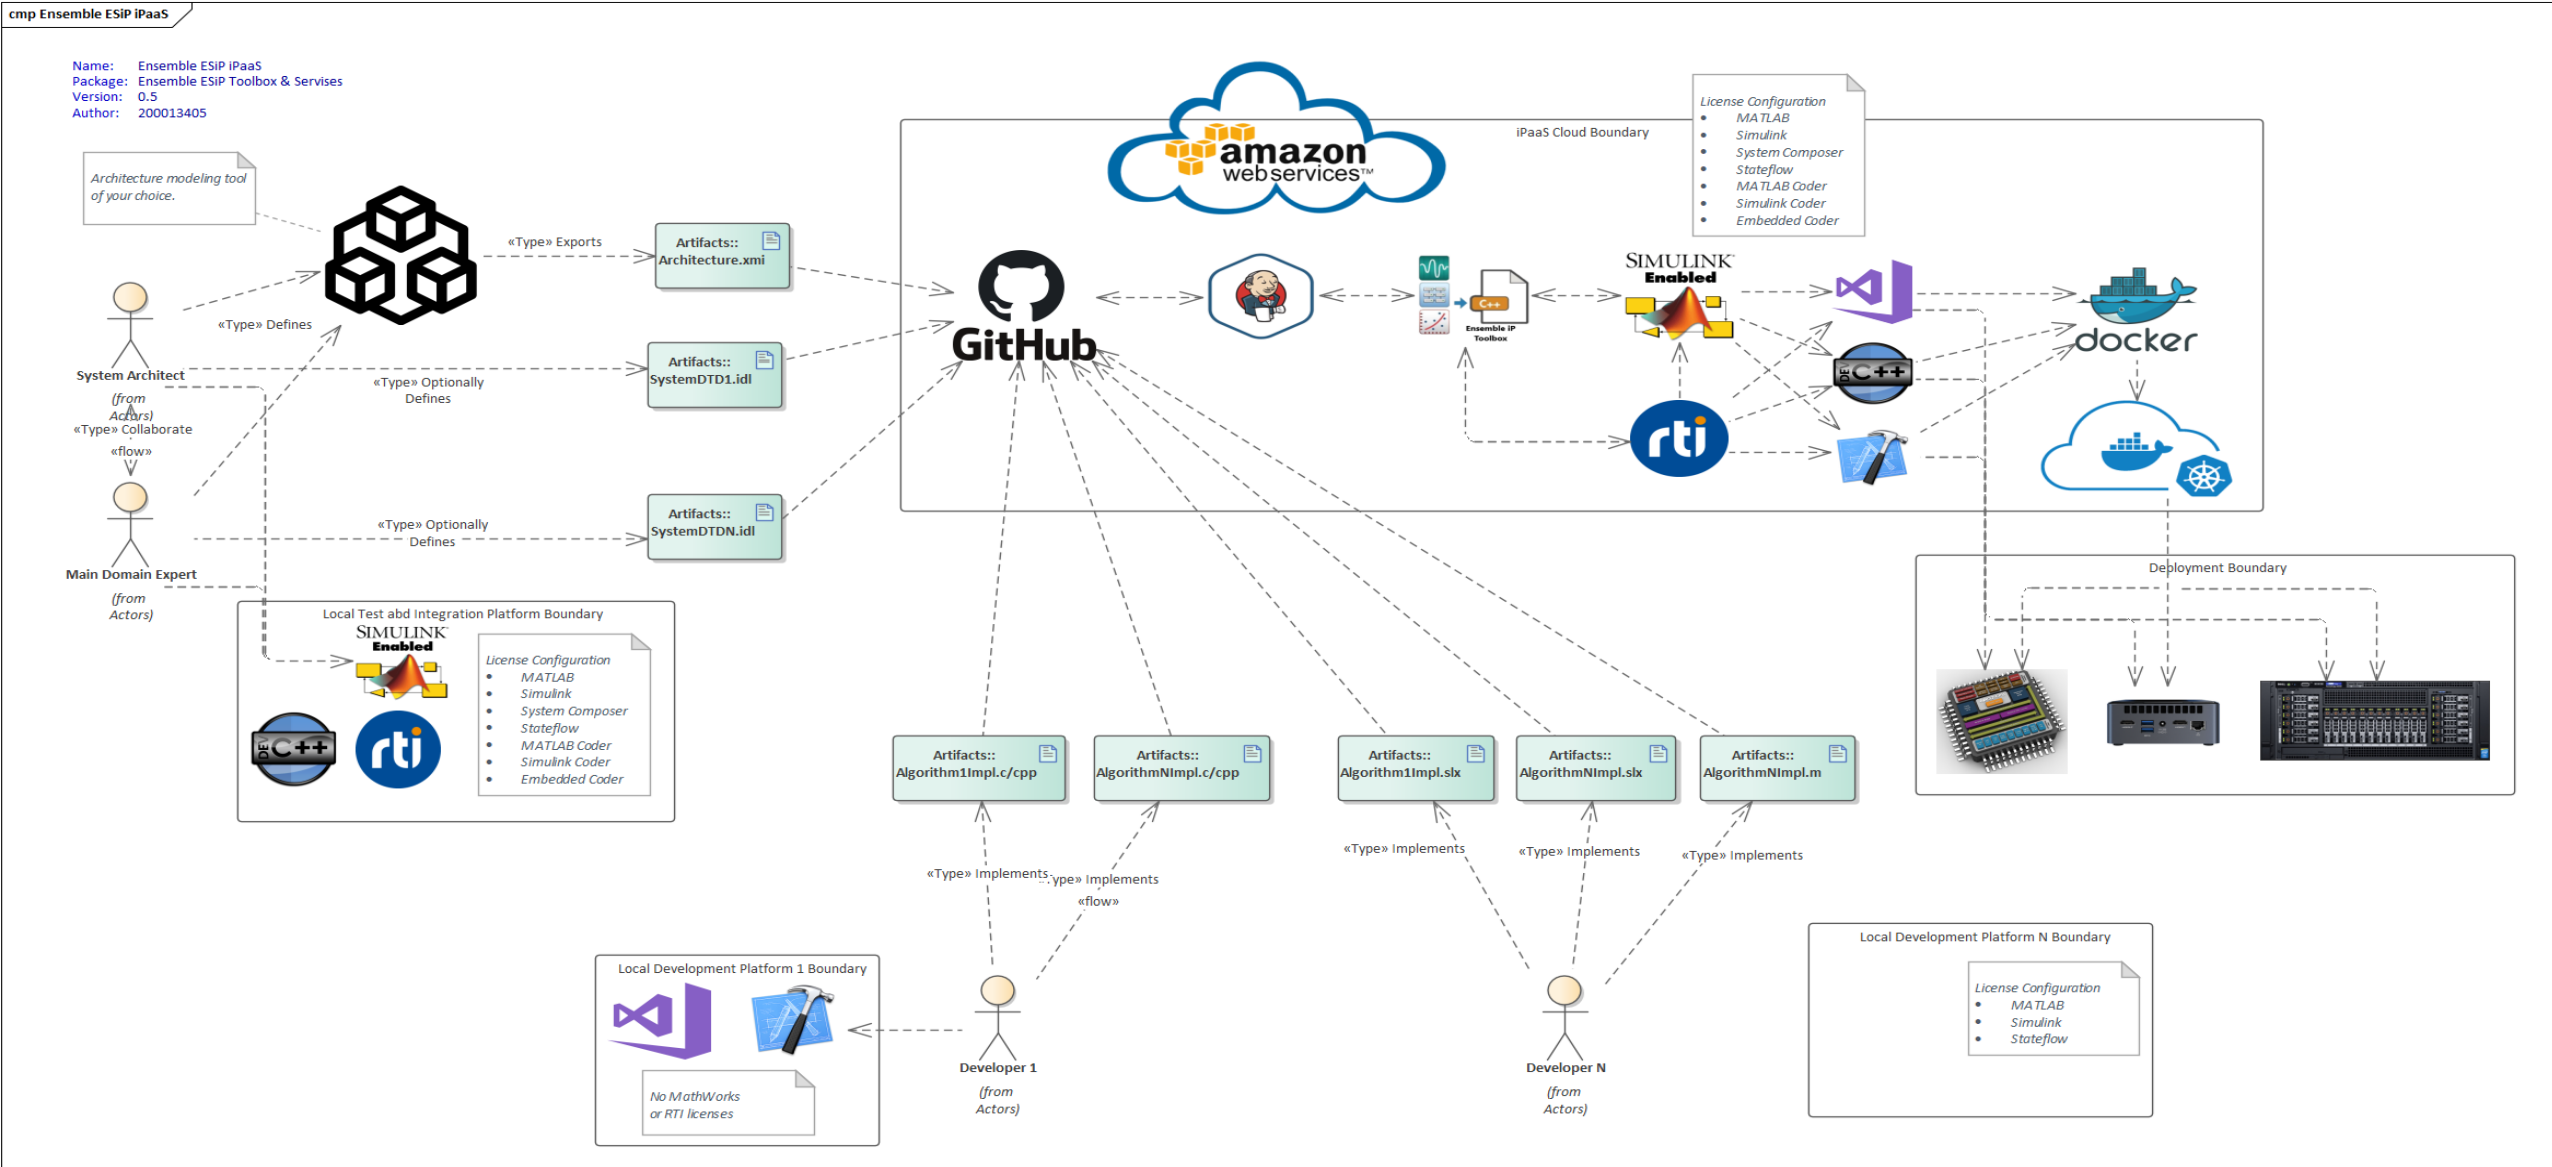 cmp Ensemble ESiP iPaaS
Name: Ensemble ESiP iPaaS
Package: Ensemble ESiP Toolbox & Servises
Version: 0.5
Author: 200013405
Architecture modeling tool
of your choice.
«Type» Exports
Artifacts::
Architecture.xmi
«Type» Defines
System Architect
(from
Actors)
«Type» Optionally
Defines
Artifacts::
SystemDTD1.idl
«Type» Collaborate
«flow»
Main Domain Expert
(from
Actors)
«Type» Optionally
Defines
Artifacts::
SystemDTDN.idl
iPaaS Cloud Boundary
amazon
webservices™
License Configuration
• MATLAB
• Simulink
• System Composer
• Stateflow
• MATLAB Coder
• Simulink Coder
• Embedded Coder
GitHub
C++
Ensemble iP
Toolbox
SIMULINK
Enabled
DEV C++
rti
docker
Deployment Boundary
Local Test abd Integration Platform Boundary
SIMULINK
Enabled
DEV C++
rti
License Configuration
• MATLAB
• Simulink
• System Composer
• Stateflow
• MATLAB Coder
• Simulink Coder
• Embedded Coder
Artifacts::
Algorithm1Impl.c/cpp
Artifacts::
AlgorithmNImpl.c/cpp
Artifacts::
Algorithm1Impl.slx
Artifacts::
AlgorithmNImpl.slx
Artifacts::
AlgorithmNImpl.m
«Type» Implements
ype» Implements
«flow»
«Type» Implements
«Type» Implements
«Type» Implements
Local Development Platform 1 Boundary
No MathWorks
or RTI licenses
Developer 1
(from
Actors)
Developer N
(from
Actors)
Local Development Platform N Boundary
License Configuration
• MATLAB
• Simulink
• Stateflow